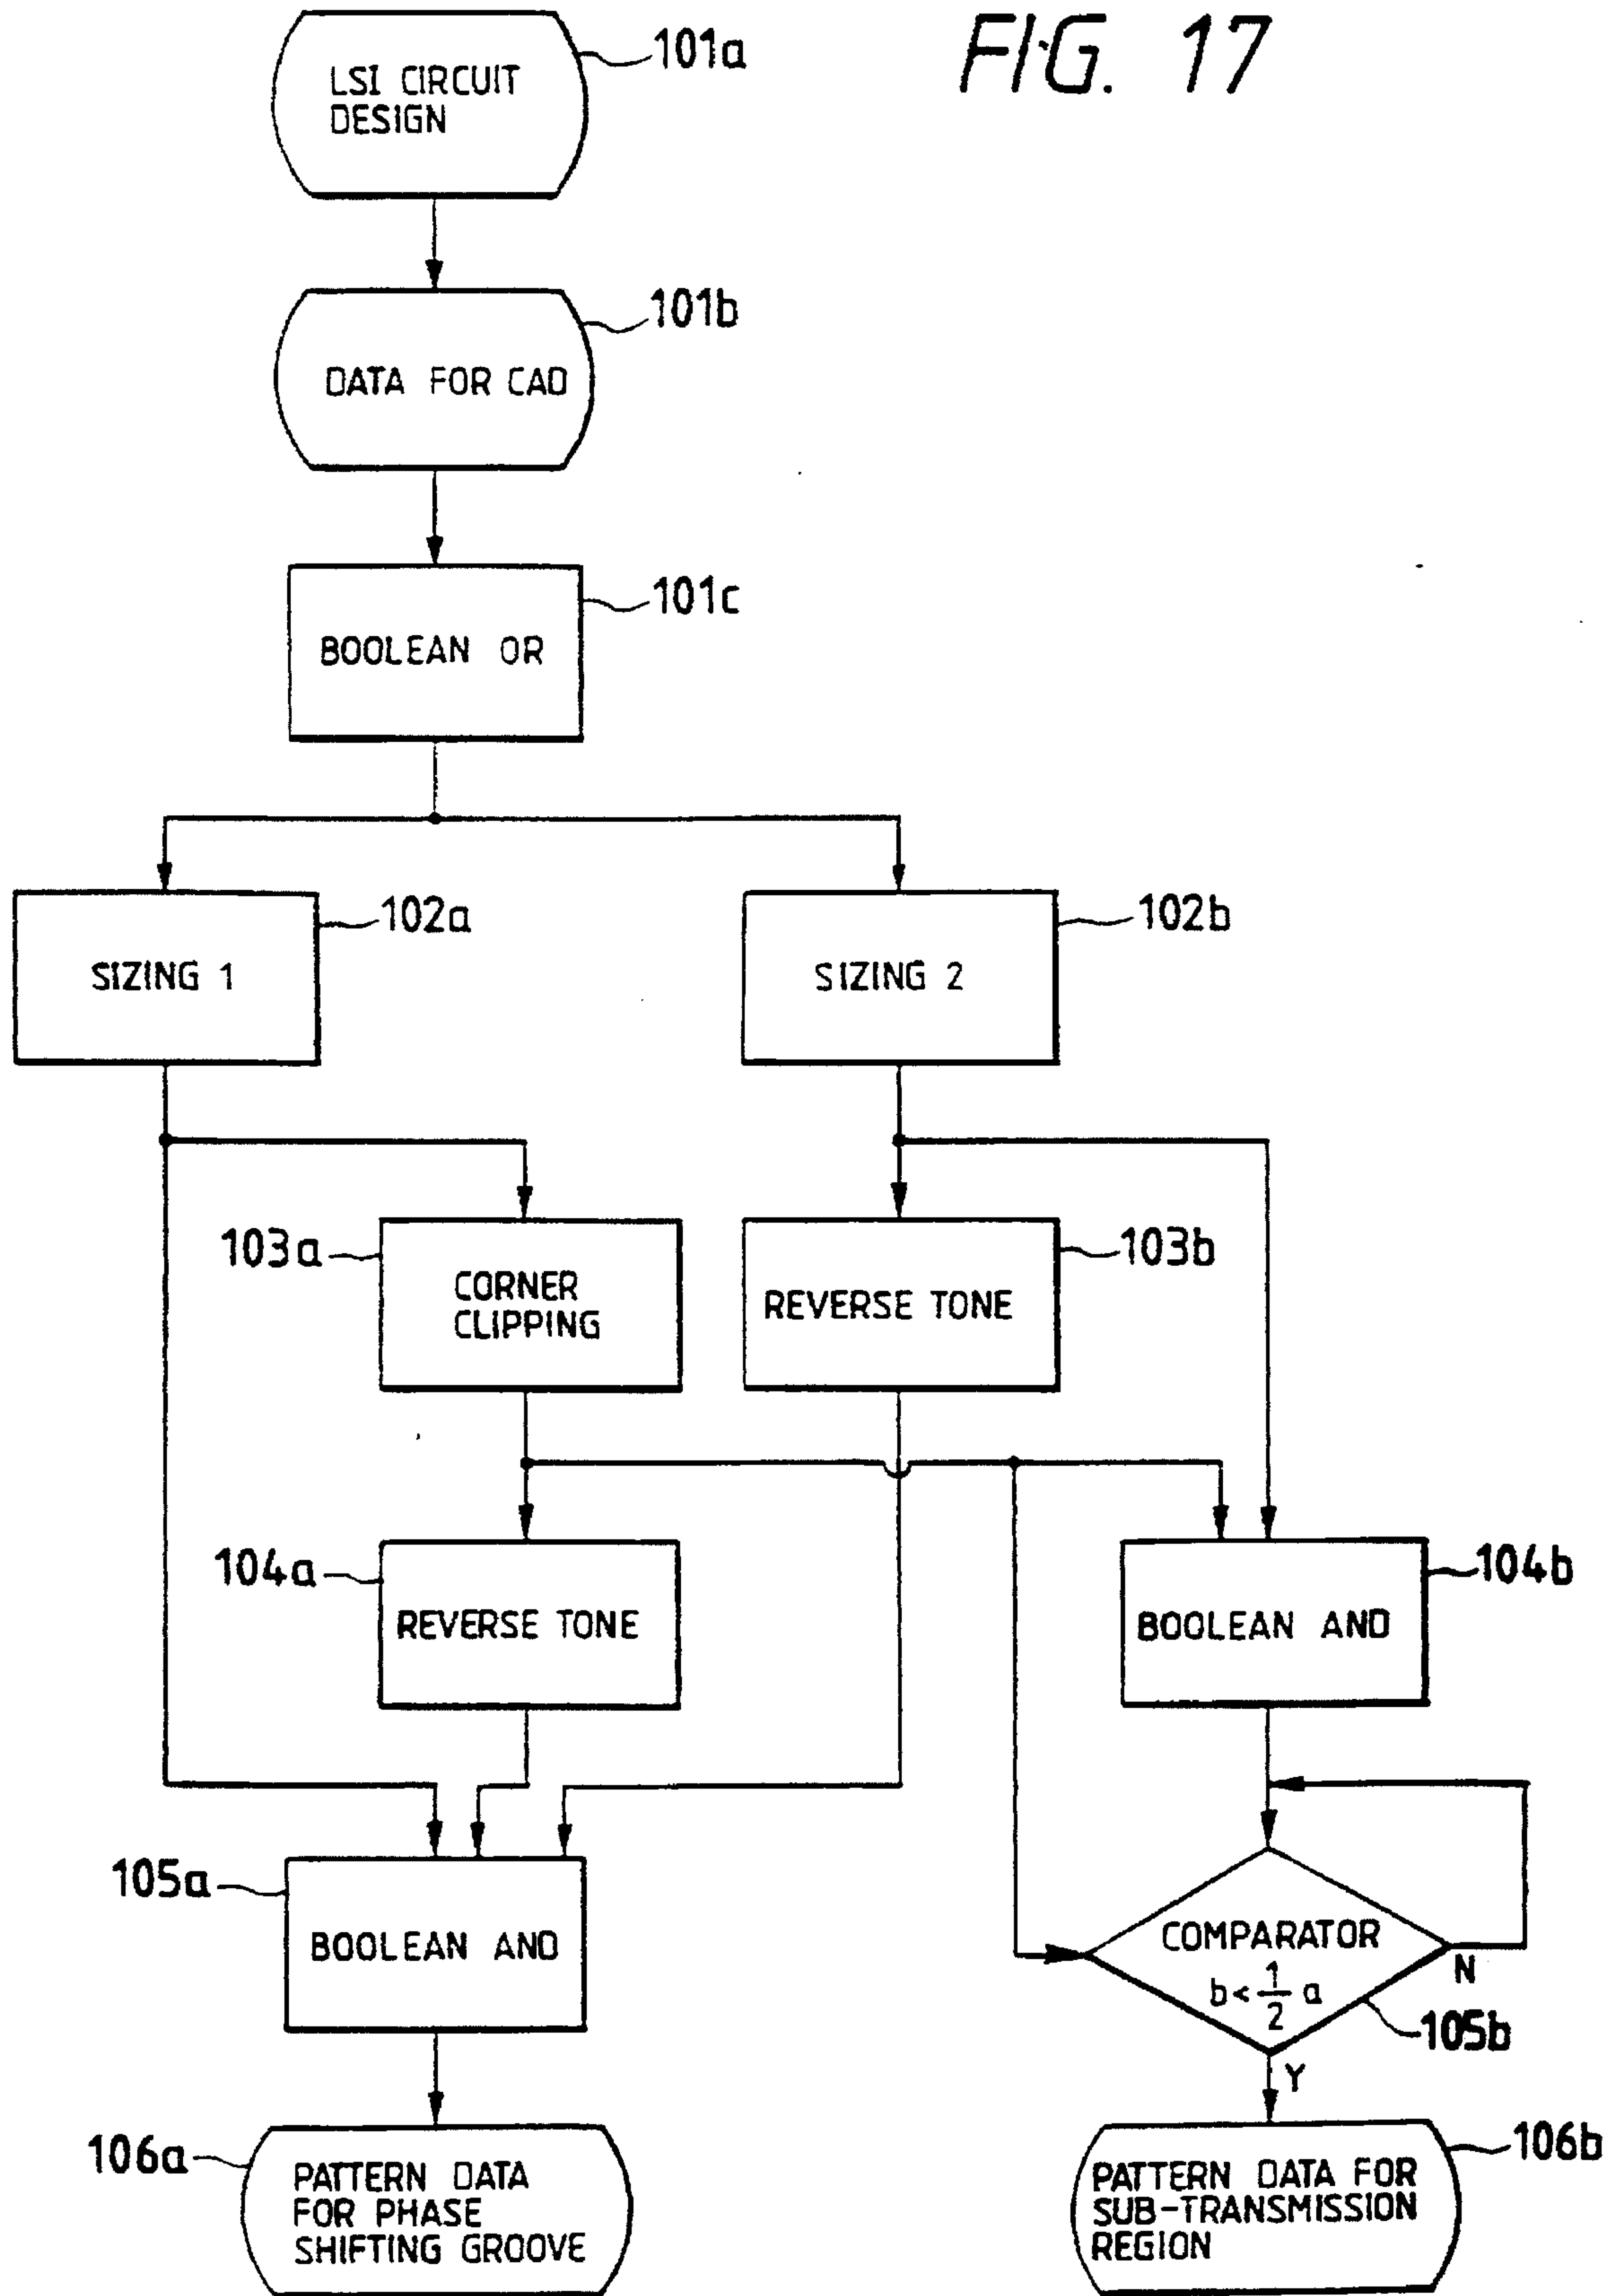 FIG. 17
101a
LSI CIRCUIT
DESIGN
101b
DATA FOR CAD
101c
BOOLEAN OR
102a
SIZING 1
102b
SIZING 2
103a
CORNER
CLIPPING
103b
REVERSE TONE
104a
REVERSE TONE
104b
BOOLEAN AND
105a
BOOLEAN AND
COMPARATOR
b < 1/2 a
N
105b
Y
106a
PATTERN DATA
FOR PHASE
SHIFTING GROOVE
106b
PATTERN DATA FOR
SUB-TRANSMISSION
REGION